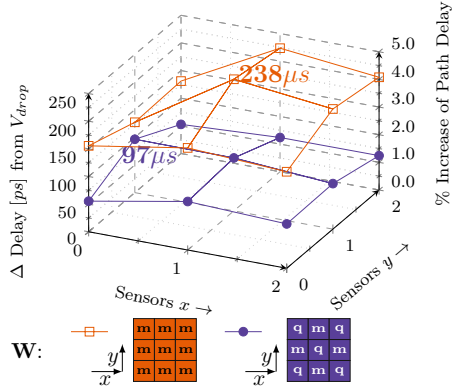 Δ Delay [ps] from V_drop
250
200
150
100
50
0
0
1
2
Sensors x →
0
1
2
Sensors y →
5.0
4.0
3.0
2.0
1.0
0.0
% Increase of Path Delay
238μs
97μs
W:
y
x
m m m
m m m
m m m
y
x
q m q
m q m
q m q